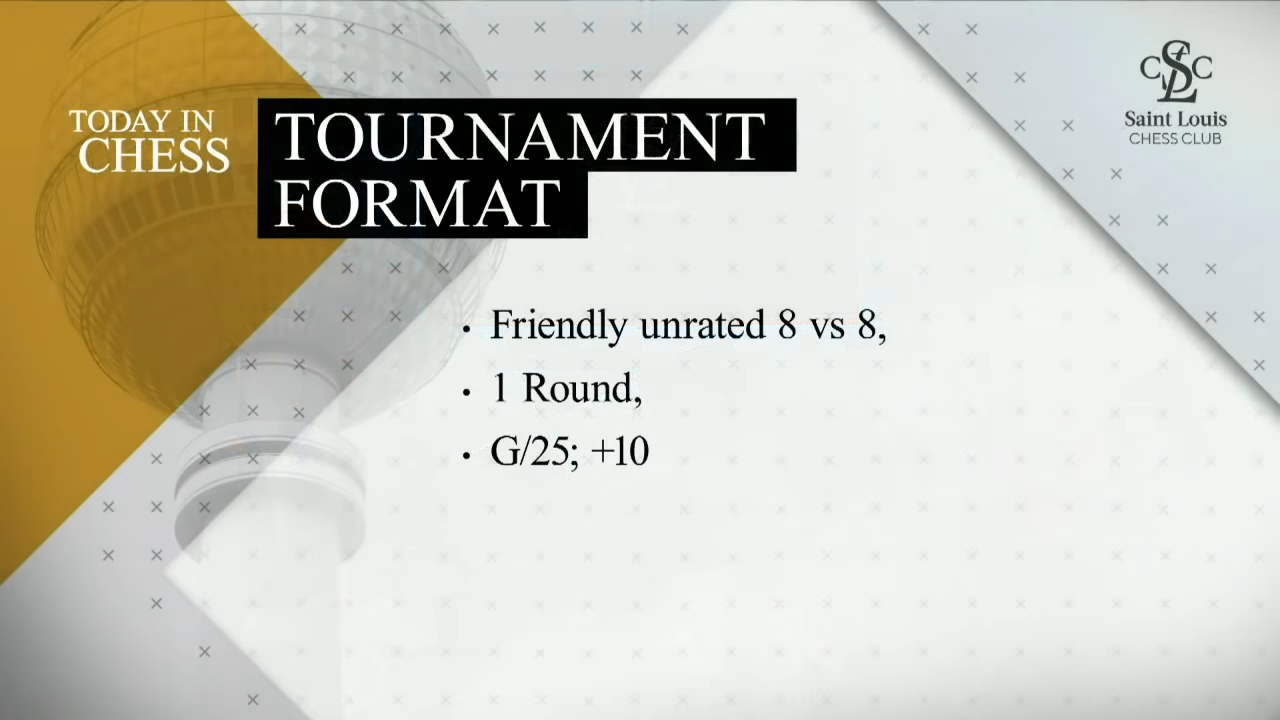 TODAY IN
CHESS
TOURNAMENT
FORMAT
CSLC
Saint Louis
CHESS CLUB
• Friendly unrated 8 vs 8,
• 1 Round,
• G/25; +10